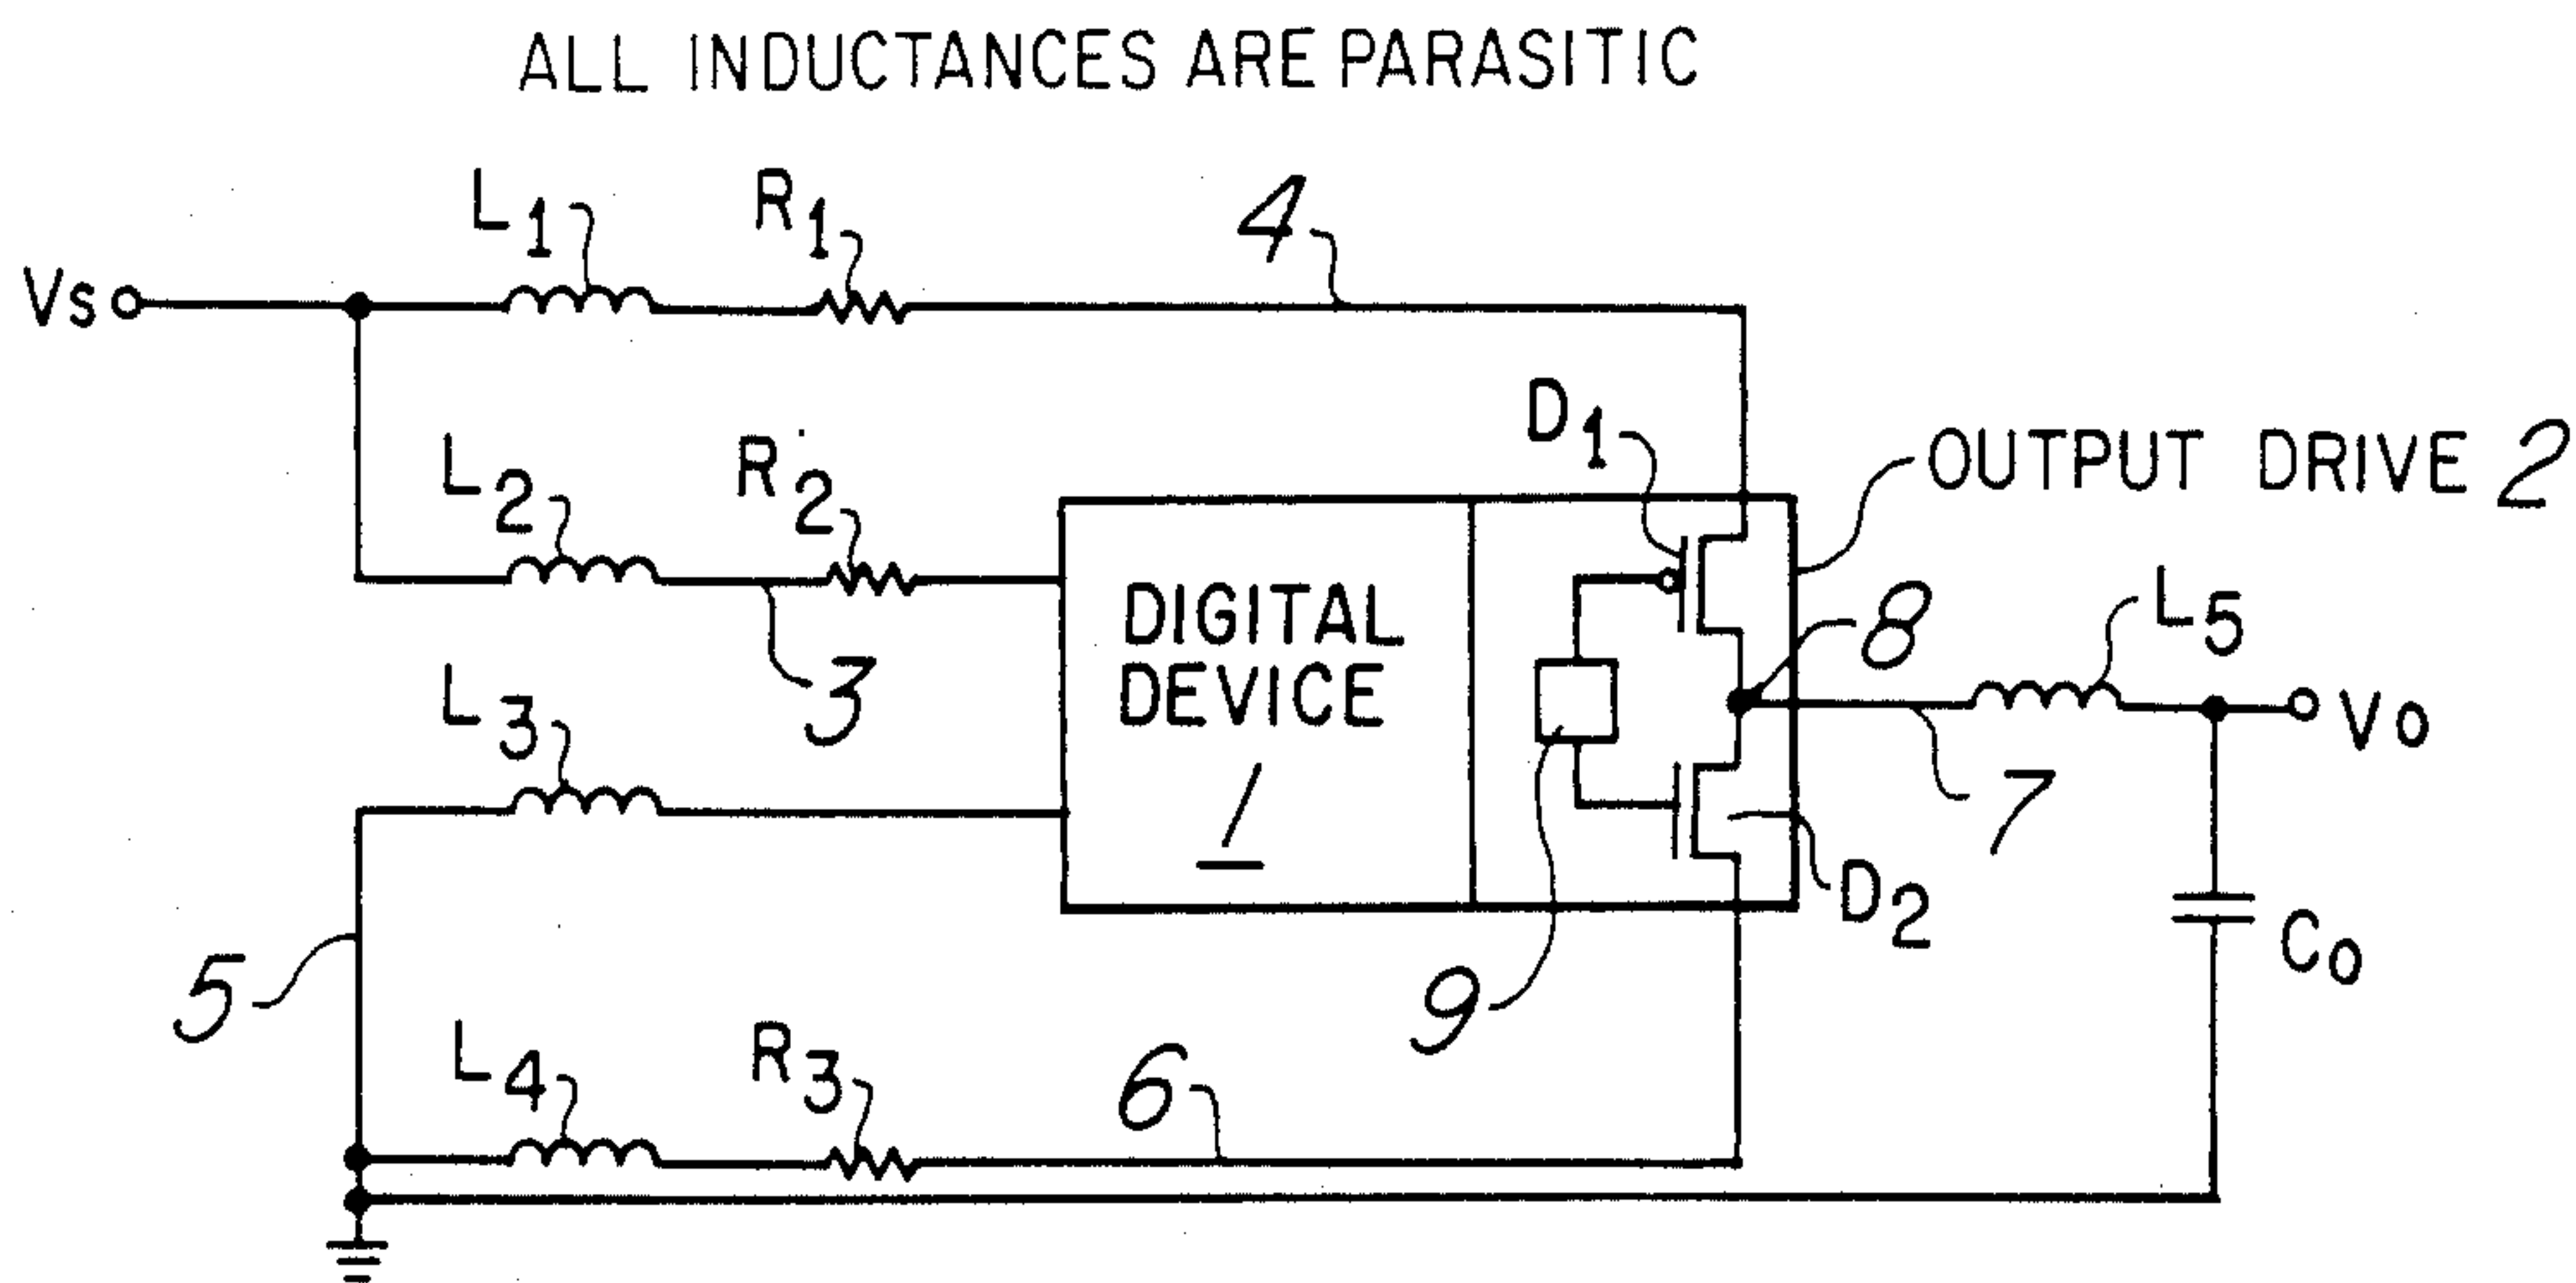 ALL INDUCTANCES ARE PARASITIC
L1
R1
4
Vs
D1
OUTPUT DRIVE 2
L2
R2
DIGITAL
DEVICE
1
3
8
L5
Vo
L3
7
D2
Co
5
9
L4
R3
6